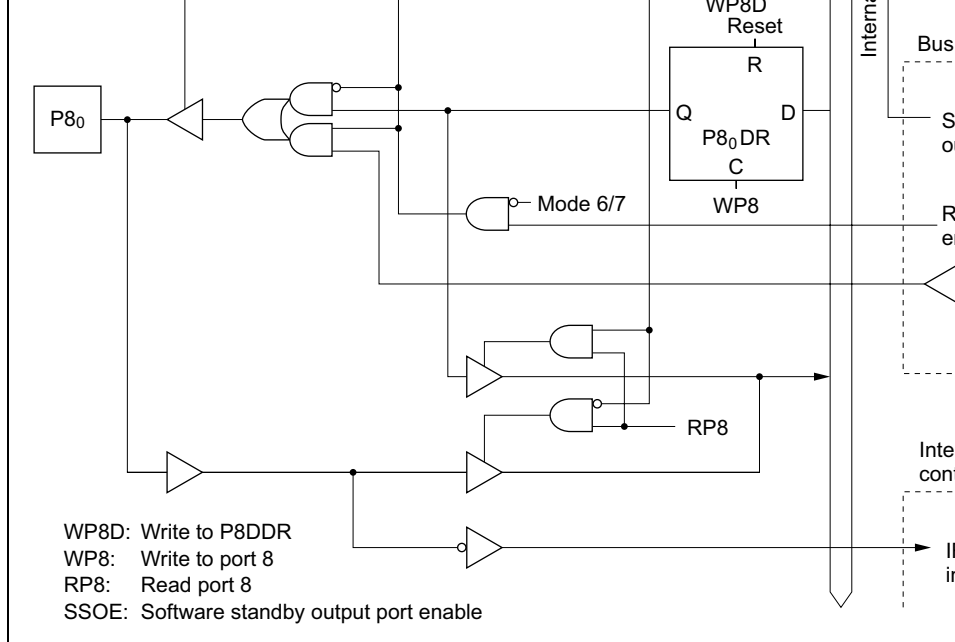 WP8D
Reset
Bus
R
P8₀
Q
D
P8₀DR
C
WP8
Mode 6/7
RP8
WP8D: Write to P8DDR
WP8: Write to port 8
RP8: Read port 8
SSOE: Software standby output port enable